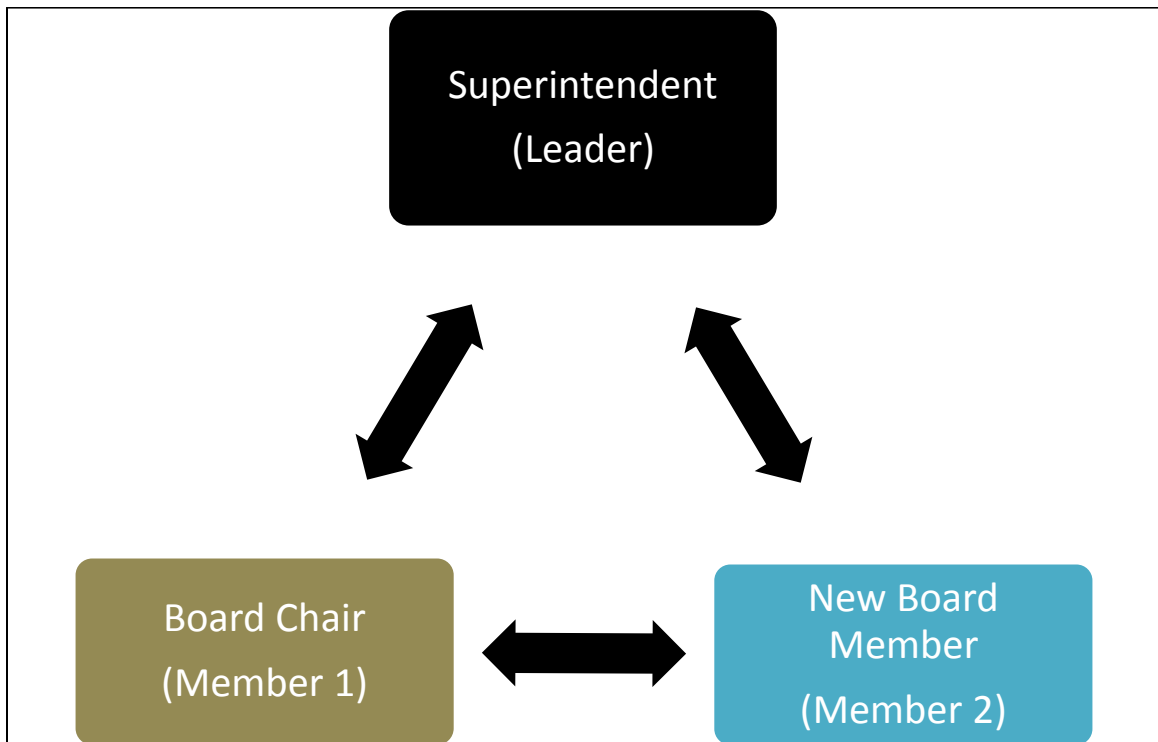 Superintendent
(Leader)
Board Chair
(Member 1)
New Board
Member
(Member 2)